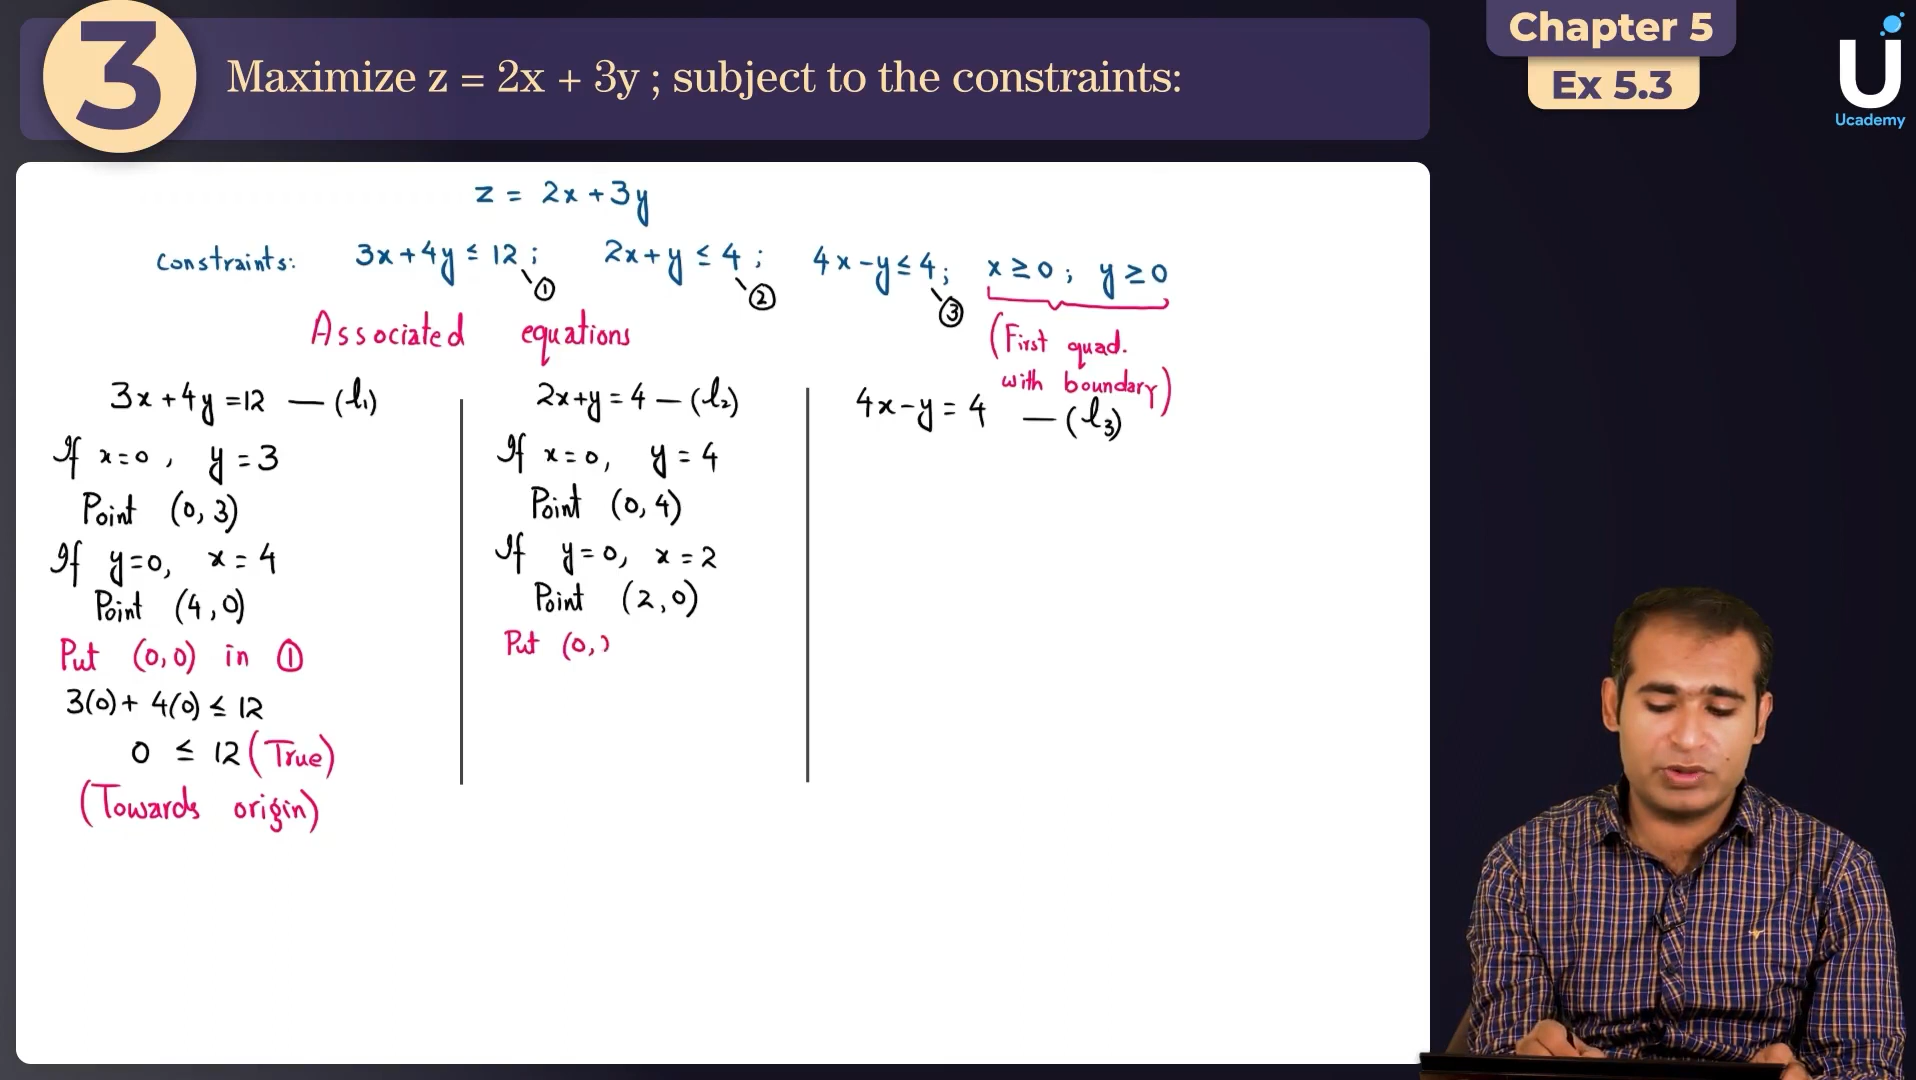 3
Maximize z = 2x + 3y ; subject to the constraints:
Chapter 5
Ex 5.3
Ucademy
z = 2x + 3y
constraints: 3x + 4y ≤ 12 ; 2x + y ≤ 4 ; 4x - y ≤ 4 ; x ≥ 0 ; y ≥ 0
① ② ③
Associated equations
(First quad.
with boundary)
3x + 4y = 12 — (l₁)
If x = 0 , y = 3
Point (0, 3)
If y = 0, x = 4
Point (4, 0)
Put (0, 0) in ①
3(0) + 4(0) ≤ 12
0 ≤ 12 (True)
(Towards origin)
2x + y = 4 — (l₂)
If x = 0, y = 4
Point (0, 4)
If y = 0, x = 2
Point (2, 0)
Put (0,
4x - y = 4 — (l₃)